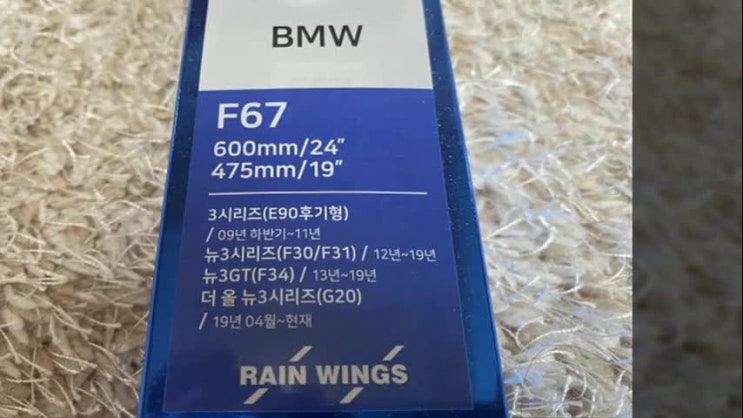 BMW
F67
600mm/24"
475mm/19"
3시리즈(E90후기형)
/ 09년 하반기~11년
뉴3시리즈(F30/F31) / 12년~19년
뉴3GT(F34) / 13년~19년
더 올 뉴3시리즈(G20)
/ 19년 04월~현재
RAIN WINGS